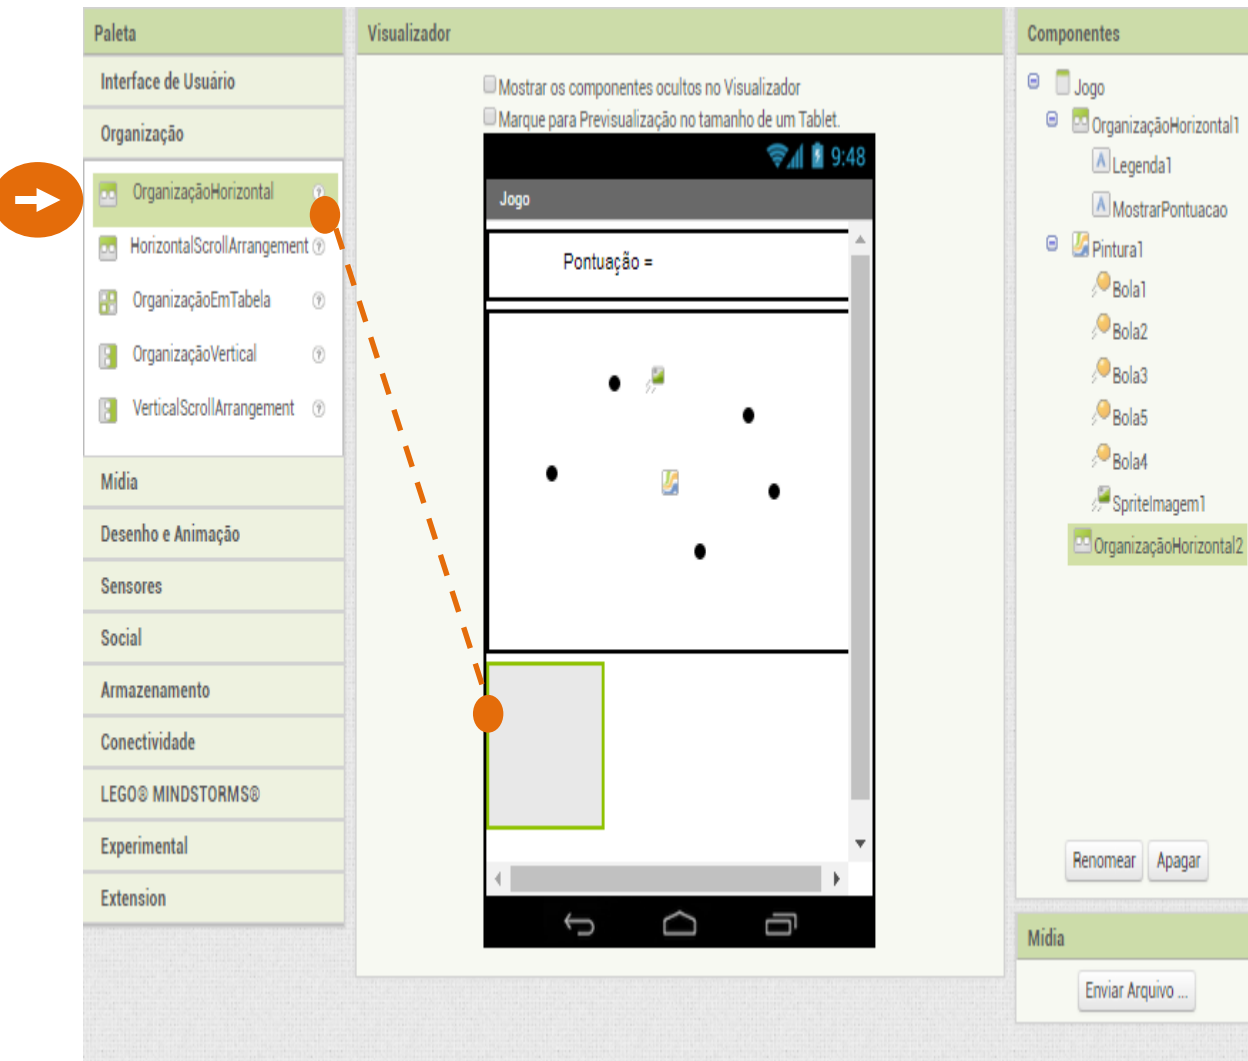 Paleta
Interface de Usuário
Organização
OrganizaçãoHorizontal
HorizontalScrollArrangement
OrganizaçãoEmTabela
OrganizaçãoVertical
VerticalScrollArrangement
Mídia
Desenho e Animação
Sensores
Social
Armazenamento
Conectividade
LEGO® MINDSTORMS®
Experimental
Extension
Visualizador
Mostrar os componentes ocultos no Visualizador
Marque para Previsualização no tamanho de um Tablet.
9:48
Jogo
Pontuação =
Componentes
Jogo
OrganizaçãoHorizontal1
Legenda1
MostrarPontuacao
Pintura1
Bola1
Bola2
Bola3
Bola5
Bola4
SpriteImagem1
OrganizaçãoHorizontal2
Renomear Apagar
Mídia
Enviar Arquivo ...